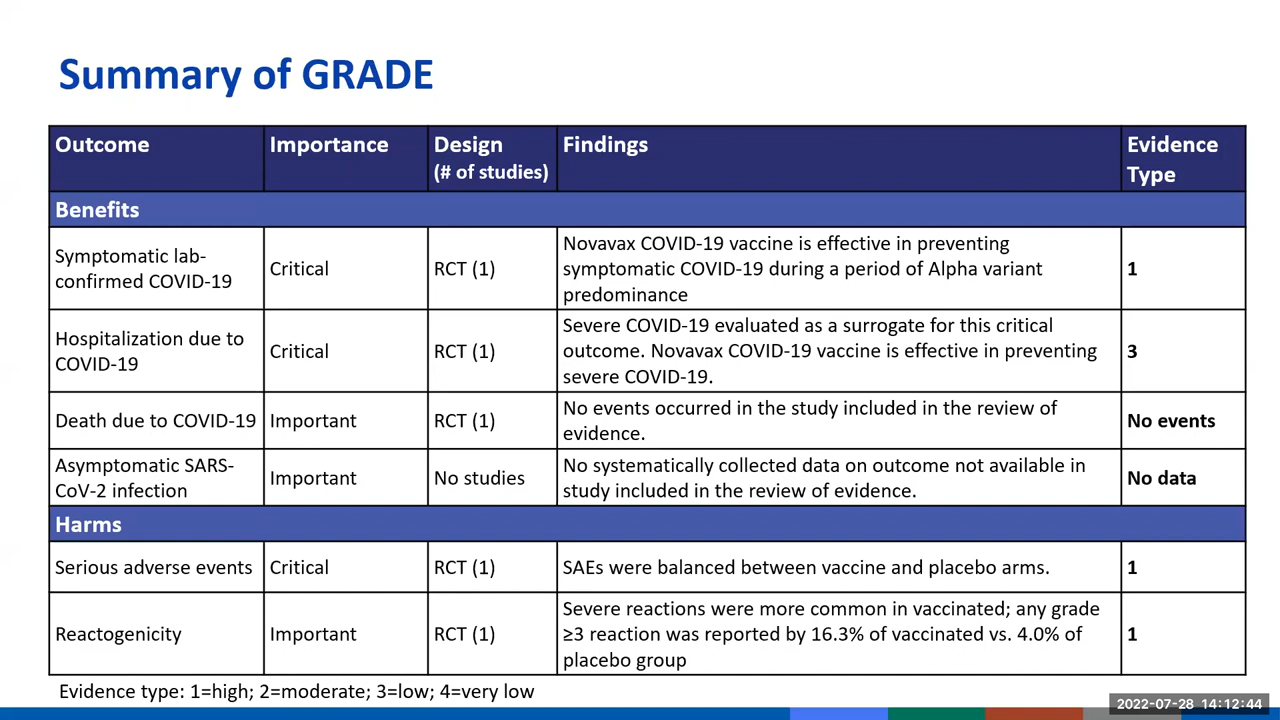 Summary of GRADE
Outcome
Importance
Design
(# of studies)
Findings
Evidence
Type
Benefits
Symptomatic lab-
confirmed COVID-19
Critical
RCT (1)
Novavax COVID-19 vaccine is effective in preventing
symptomatic COVID-19 during a period of Alpha variant
predominance
1
Hospitalization due to
COVID-19
Critical
RCT (1)
Severe COVID-19 evaluated as a surrogate for this critical
outcome. Novavax COVID-19 vaccine is effective in preventing
severe COVID-19.
3
Death due to COVID-19
Important
RCT (1)
No events occurred in the study included in the review of
evidence.
No events
Asymptomatic SARS-
CoV-2 infection
Important
No studies
No systematically collected data on outcome not available in
study included in the review of evidence.
No data
Harms
Serious adverse events
Critical
RCT (1)
SAEs were balanced between vaccine and placebo arms.
1
Reactogenicity
Important
RCT (1)
Severe reactions were more common in vaccinated; any grade
≥3 reaction was reported by 16.3% of vaccinated vs. 4.0% of
placebo group
1
Evidence type: 1=high; 2=moderate; 3=low; 4=very low
2022-07-28 14:12:44